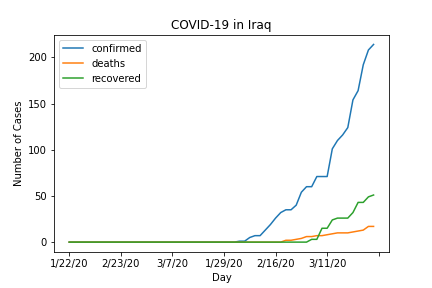 COVID-19 in Iraq
confirmed
deaths
recovered
200
150
100
50
0
Number of Cases
1/22/20
2/23/20
3/7/20
1/29/20
2/16/20
3/11/20
Day